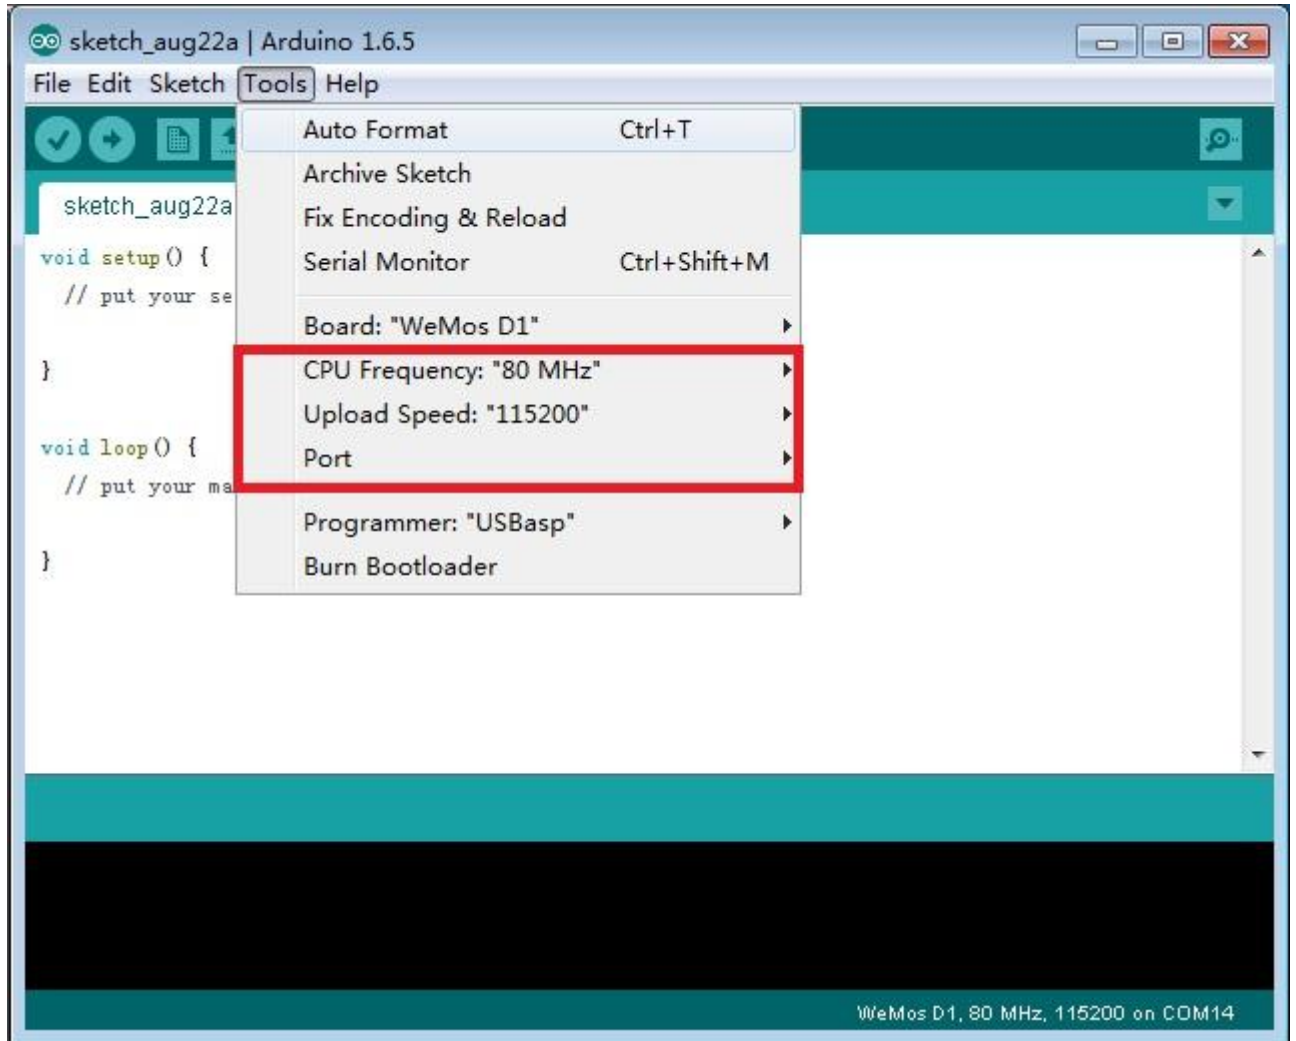 sketch_aug22a | Arduino 1.6.5
File Edit Sketch Tools Help
Auto Format Ctrl+T
Archive Sketch
sketch_aug22a
Fix Encoding & Reload
void setup() {
Serial Monitor Ctrl+Shift+M
// put your se
Board: "WeMos D1"
}
CPU Frequency: "80 MHz"
Upload Speed: "115200"
void loop() {
Port
// put your ma
Programmer: "USBasp"
}
Burn Bootloader
WeMos D1, 80 MHz, 115200 on COM14